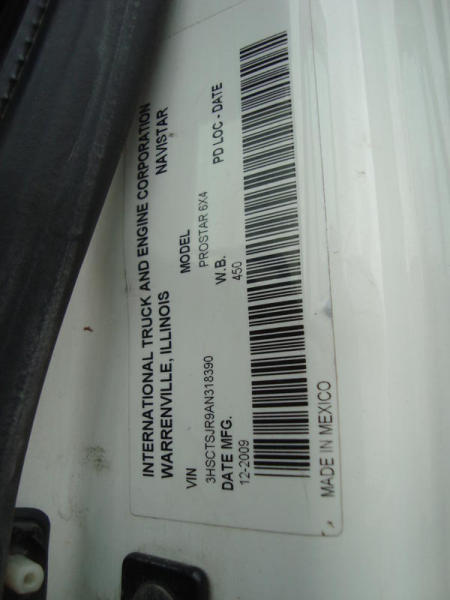 INTERNATIONAL TRUCK AND ENGINE CORPORATION
WARRENVILLE, ILLINOIS NAVISTAR
VIN MODEL
3HSCTSJR9AN318390 PROSTAR 6X4
DATE MFG. W.B. PD LOC - DATE
12-2009 450
MADE IN MEXICO